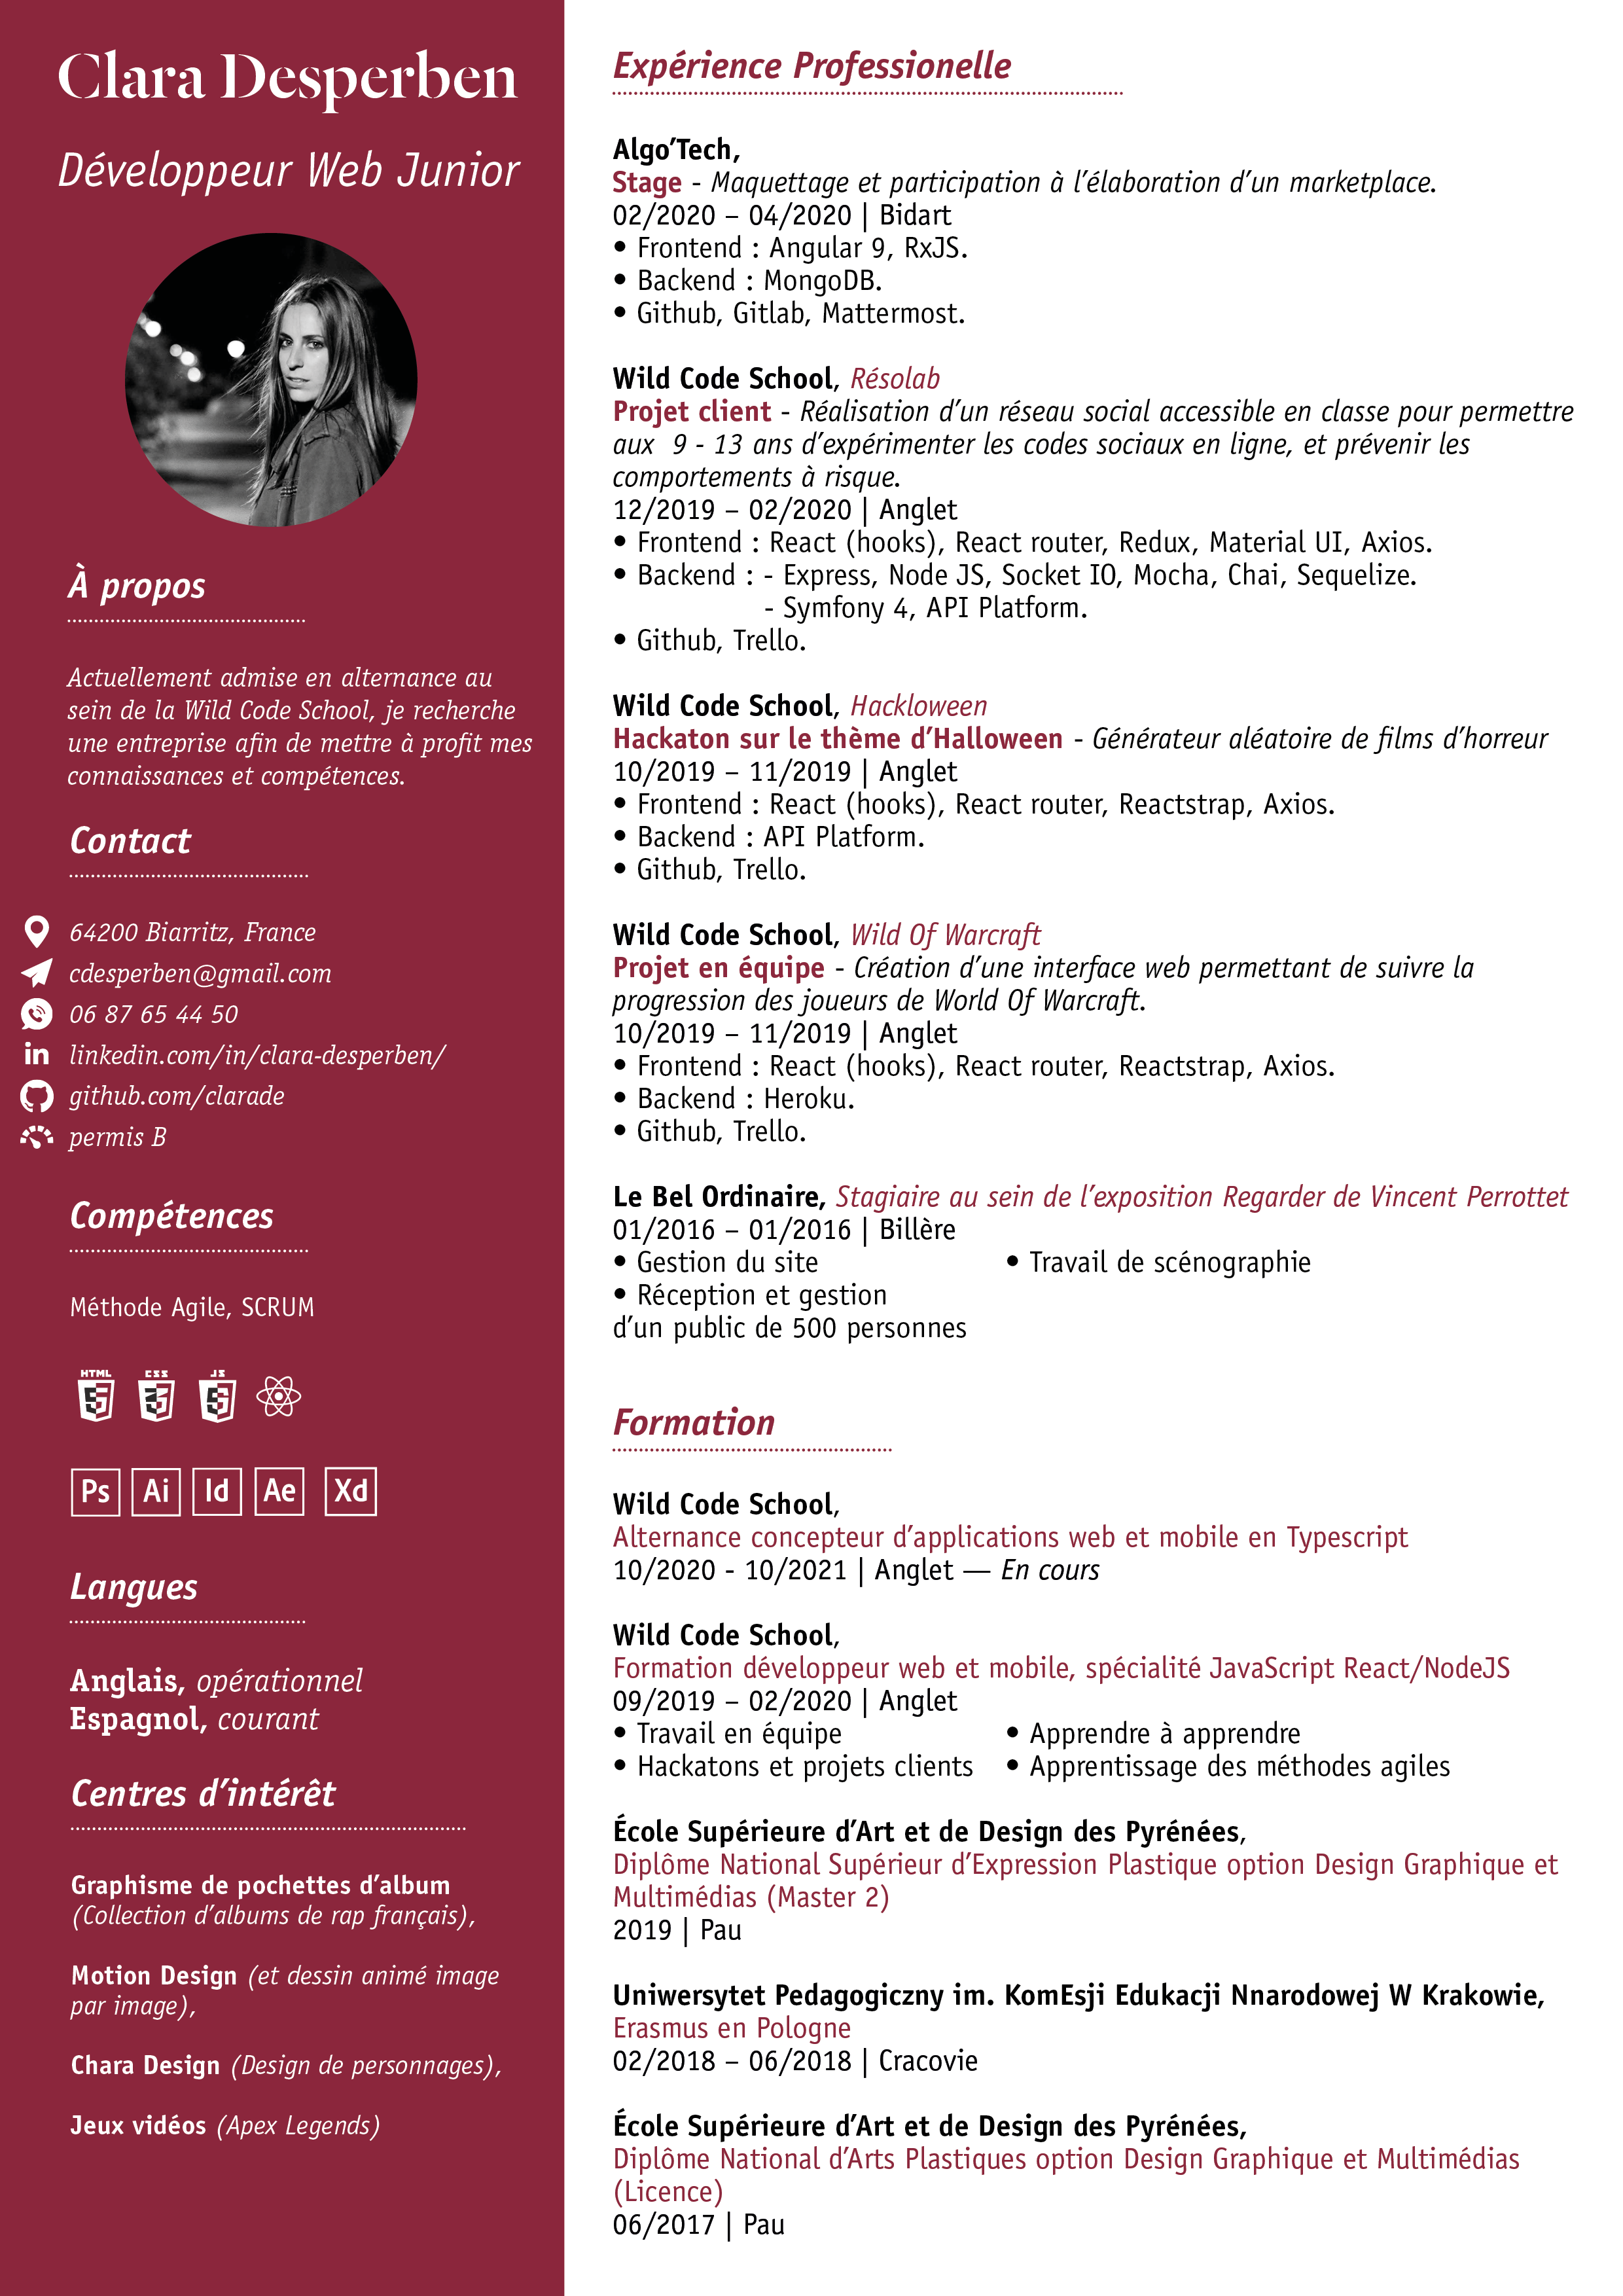 Clara Desperben
Développeur Web Junior
À propos
Actuellement admise en alternance au
sein de la Wild Code School, je recherche
une entreprise afin de mettre à profit mes
connaissances et compétences.
Contact
64200 Biarritz, France
cdesperben@gmail.com
06 87 65 44 50
in linkedin.com/in/clara-desperben/
github.com/clarade
permis B
Compétences
Méthode Agile, SCRUM
HTML CSS JS
Ps Ai Id Ae Xd
Langues
Anglais, opérationnel
Espagnol, courant
Centres d’intérêt
Graphisme de pochettes d’album
(Collection d’albums de rap français),
Motion Design (et dessin animé image
par image),
Chara Design (Design de personnages),
Jeux vidéos (Apex Legends)
Expérience Professionelle
Algo’Tech,
Stage - Maquettage et participation à l’élaboration d’un marketplace.
02/2020 – 04/2020 | Bidart
• Frontend : Angular 9, RxJS.
• Backend : MongoDB.
• Github, Gitlab, Mattermost.
Wild Code School, Résolab
Projet client - Réalisation d’un réseau social accessible en classe pour permettre
aux  9 - 13 ans d’expérimenter les codes sociaux en ligne, et prévenir les
comportements à risque.
12/2019 – 02/2020 | Anglet
• Frontend : React (hooks), React router, Redux, Material UI, Axios.
• Backend : - Express, Node JS, Socket IO, Mocha, Chai, Sequelize.
- Symfony 4, API Platform.
• Github, Trello.
Wild Code School, Hackloween
Hackaton sur le thème d’Halloween - Générateur aléatoire de films d’horreur
10/2019 – 11/2019 | Anglet
• Frontend : React (hooks), React router, Reactstrap, Axios.
• Backend : API Platform.
• Github, Trello.
Wild Code School, Wild Of Warcraft
Projet en équipe - Création d’une interface web permettant de suivre la
progression des joueurs de World Of Warcraft.
10/2019 – 11/2019 | Anglet
• Frontend : React (hooks), React router, Reactstrap, Axios.
• Backend : Heroku.
• Github, Trello.
Le Bel Ordinaire, Stagiaire au sein de l’exposition Regarder de Vincent Perrottet
01/2016 – 01/2016 | Billère
• Gestion du site • Travail de scénographie
• Réception et gestion
d’un public de 500 personnes
Formation
Wild Code School,
Alternance concepteur d’applications web et mobile en Typescript
10/2020 - 10/2021 | Anglet — En cours
Wild Code School,
Formation développeur web et mobile, spécialité JavaScript React/NodeJS
09/2019 – 02/2020 | Anglet
• Travail en équipe • Apprendre à apprendre
• Hackatons et projets clients • Apprentissage des méthodes agiles
École Supérieure d’Art et de Design des Pyrénées,
Diplôme National Supérieur d’Expression Plastique option Design Graphique et
Multimédias (Master 2)
2019 | Pau
Uniwersytet Pedagogiczny im. KomEsji Edukacji Nnarodowej W Krakowie,
Erasmus en Pologne
02/2018 – 06/2018 | Cracovie
École Supérieure d’Art et de Design des Pyrénées,
Diplôme National d’Arts Plastiques option Design Graphique et Multimédias
(Licence)
06/2017 | Pau